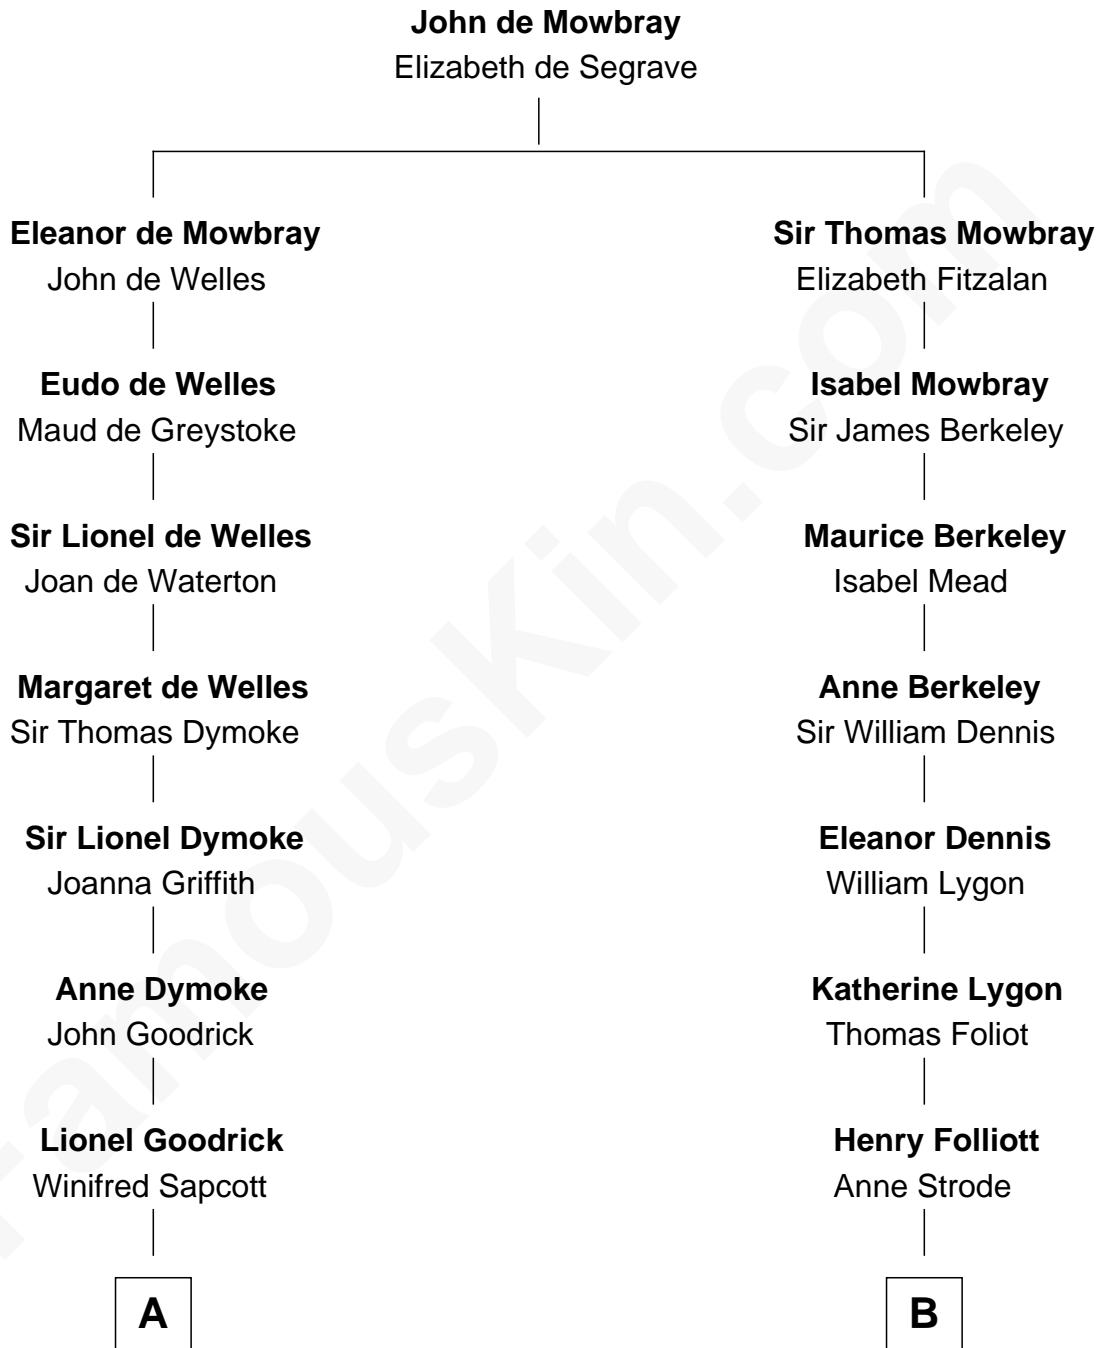 John de Mowbray
Elizabeth de Segrave
Eleanor de Mowbray
John de Welles
Eudo de Welles
Maud de Greystoke
Sir Lionel de Welles
Joan de Waterton
Margaret de Welles
Sir Thomas Dymoke
Sir Lionel Dymoke
Joanna Griffith
Anne Dymoke
John Goodrick
Lionel Goodrick
Winifred Sapcott
A
Sir Thomas Mowbray
Elizabeth Fitzalan
Isabel Mowbray
Sir James Berkeley
Maurice Berkeley
Isabel Mead
Anne Berkeley
Sir William Dennis
Eleanor Dennis
William Lygon
Katherine Lygon
Thomas Foliot
Henry Folliott
Anne Strode
B
FamousKin.com